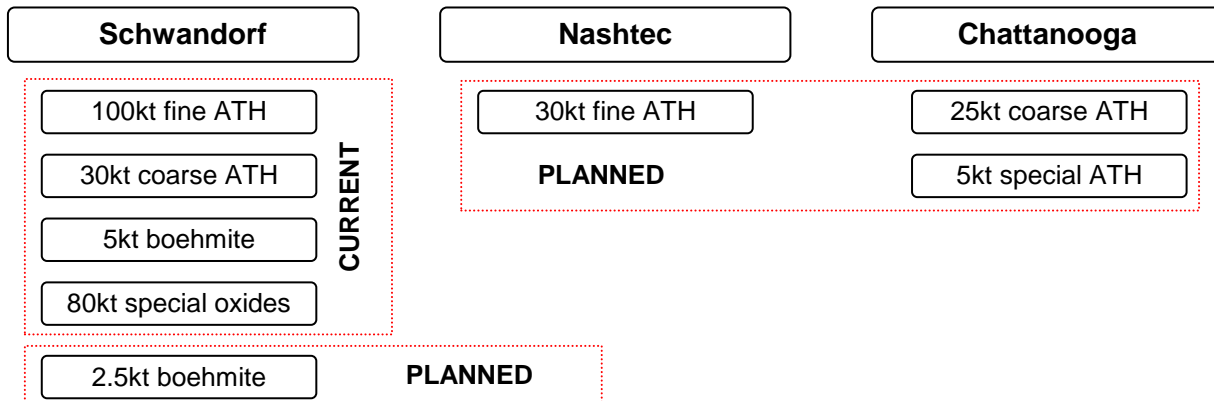 Schwandorf
Nashtec
Chattanooga
100kt fine ATH
30kt coarse ATH
5kt boehmite
80kt special oxides
CURRENT
30kt fine ATH
PLANNED
25kt coarse ATH
5kt special ATH
2.5kt boehmite
PLANNED